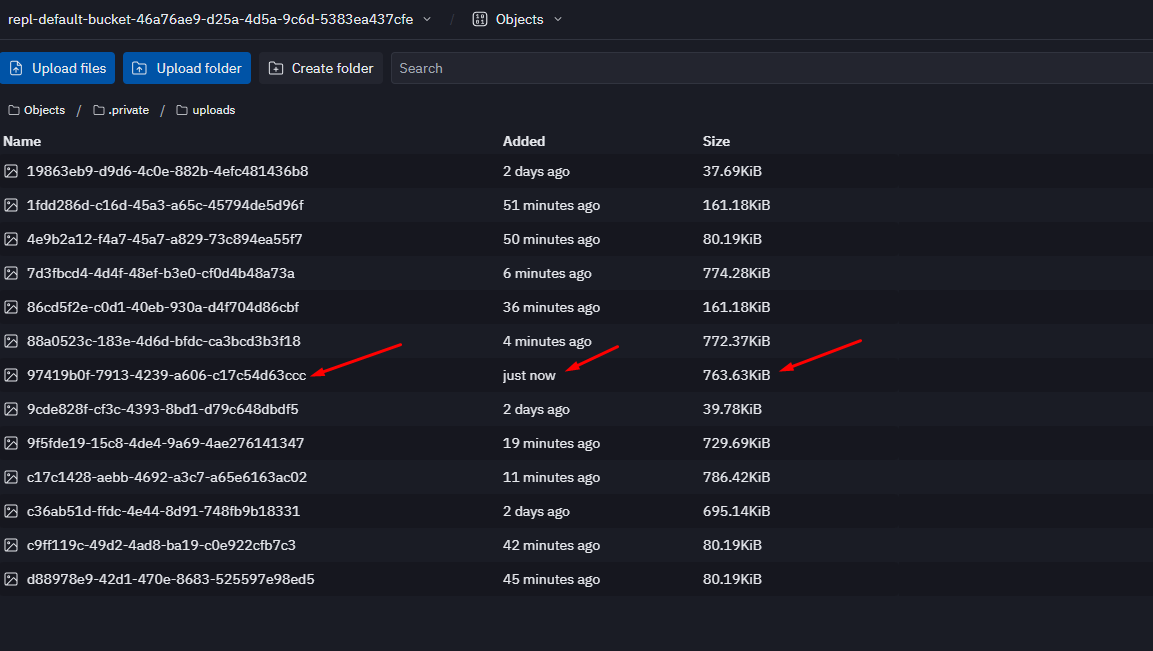 repl-default-bucket-46a76ae9-d25a-4d5a-9c6d-5383ea437cfe / Objects
Upload files Upload folder Create folder Search
Objects / .private / uploads
Name Added Size
19863eb9-d9d6-4c0e-882b-4efc481436b8 2 days ago 37.69KiB
1fdd286d-c16d-45a3-a65c-45794de5d96f 51 minutes ago 161.18KiB
4e9b2a12-f4a7-45a7-a829-73c894ea55f7 50 minutes ago 80.19KiB
7d3fbcd4-4d4f-48ef-b3e0-cf0d4b48a73a 6 minutes ago 774.28KiB
86cd5f2e-c0d1-40eb-930a-d4f704d86cbf 36 minutes ago 161.18KiB
88a0523c-183e-4d6d-bfdc-ca3bcd3b3f18 4 minutes ago 772.37KiB
97419b0f-7913-4239-a606-c17c54d63ccc just now 763.63KiB
9cde828f-cf3c-4393-8bd1-d79c648dbdf5 2 days ago 39.78KiB
9f5fde19-15c8-4de4-9a69-4ae276141347 19 minutes ago 729.69KiB
c17c1428-aebb-4692-a3c7-a65e6163ac02 11 minutes ago 786.42KiB
c36ab51d-ffdc-4e44-8d91-748fb9b18331 2 days ago 695.14KiB
c9ff119c-49d2-4ad8-ba19-c0e922cfb7c3 42 minutes ago 80.19KiB
d88978e9-42d1-470e-8683-525597e98ed5 45 minutes ago 80.19KiB